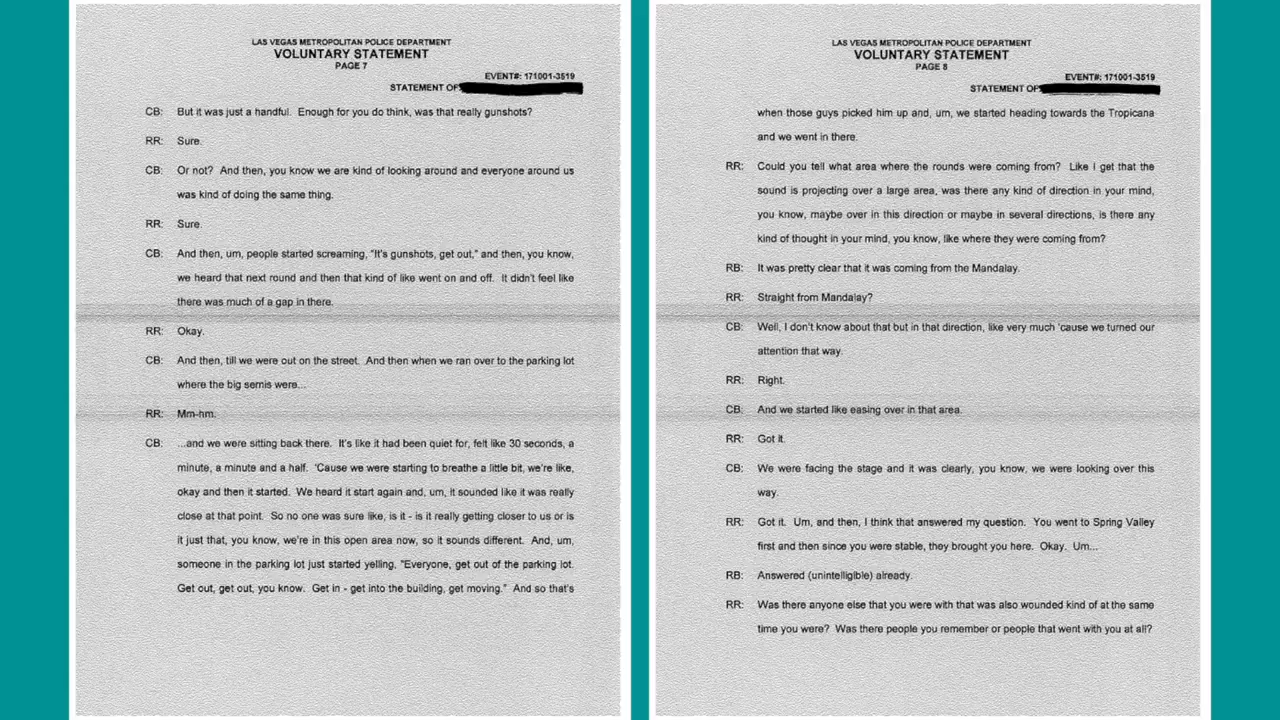 LAS VEGAS METROPOLITAN POLICE DEPARTMENT
VOLUNTARY STATEMENT
PAGE 7
EVENT#: 171001-3519
STATEMENT OF:
CB: But it was just a handful. Enough for you do think, was that really gunshots?
RR: Sure.
CB: Or not? And then, you know we are kind of looking around and everyone around us
was kind of doing the same thing.
RR: Sure.
CB: And then, um, people started screaming, "It's gunshots, get out," and then, you know,
we heard that next round and then that kind of like went on and off. It didn't feel like
there was much of a gap in there.
RR: Okay.
CB: And then, till we were out on the street. And then when we ran over to the parking lot
where the big semis were...
RR: Mm-hm.
CB: ...and we were sitting back there. It's like it had been quiet for, felt like 30 seconds, a
minute, a minute and a half. 'Cause we were starting to breathe a little bit, we're like,
okay and then it started. We heard it start again and, um, it sounded like it was really
close at that point. So no one was sure like, is it - is it really getting closer to us or is
it just that, you know, we're in this open area now, so it sounds different. And, um,
someone in the parking lot just started yelling, "Everyone, get out of the parking lot.
Get out, get out, you know. Get in - get into the building, get moving." And so that's
LAS VEGAS METROPOLITAN POLICE DEPARTMENT
VOLUNTARY STATEMENT
PAGE 8
EVENT#: 171001-3519
STATEMENT OF:
when those guys picked him up and, um, we started heading towards the Tropicana
and we went in there.
RR: Could you tell what area where the rounds were coming from? Like I get that the
sound is projecting over a large area, was there any kind of direction in your mind,
you know, maybe over in this direction or maybe in several directions, is there any
kind of thought in your mind, you know, like where they were coming from?
RB: It was pretty clear that it was coming from the Mandalay.
RR: Straight from Mandalay?
CB: Well, I don't know about that but in that direction, like very much 'cause we turned our
attention that way.
RR: Right.
CB: And we started like easing over in that area.
RR: Got it.
CB: We were facing the stage and it was clearly, you know, we were looking over this
way.
RR: Got it. Um, and then, I think that answered my question. You went to Spring Valley
first and then since you were stable, they brought you here. Okay. Um...
RB: Answered (unintelligible) already.
RR: Was there anyone else that you were with that was also wounded kind of at the same
time you were? Was there people you remember or people that went with you at all?